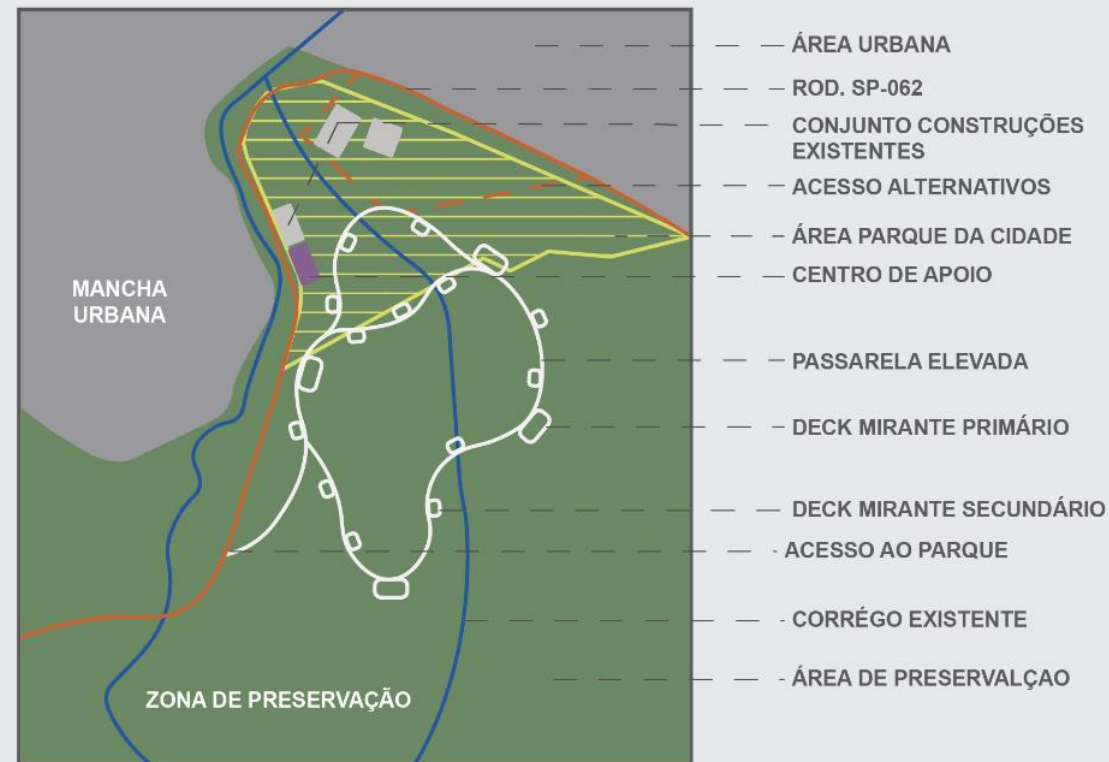 ÁREA URBANA
ROD. SP-062
CONJUNTO CONSTRUÇÕES
EXISTENTES
ACESSO ALTERNATIVOS
ÁREA PARQUE DA CIDADE
CENTRO DE APOIO
MANCHA
URBANA
PASSARELA ELEVADA
DECK MIRANTE PRIMÁRIO
DECK MIRANTE SECUNDÁRIO
ACESSO AO PARQUE
CORRÉGO EXISTENTE
ÁREA DE PRESERVALÇAO
ZONA DE PRESERVAÇÃO